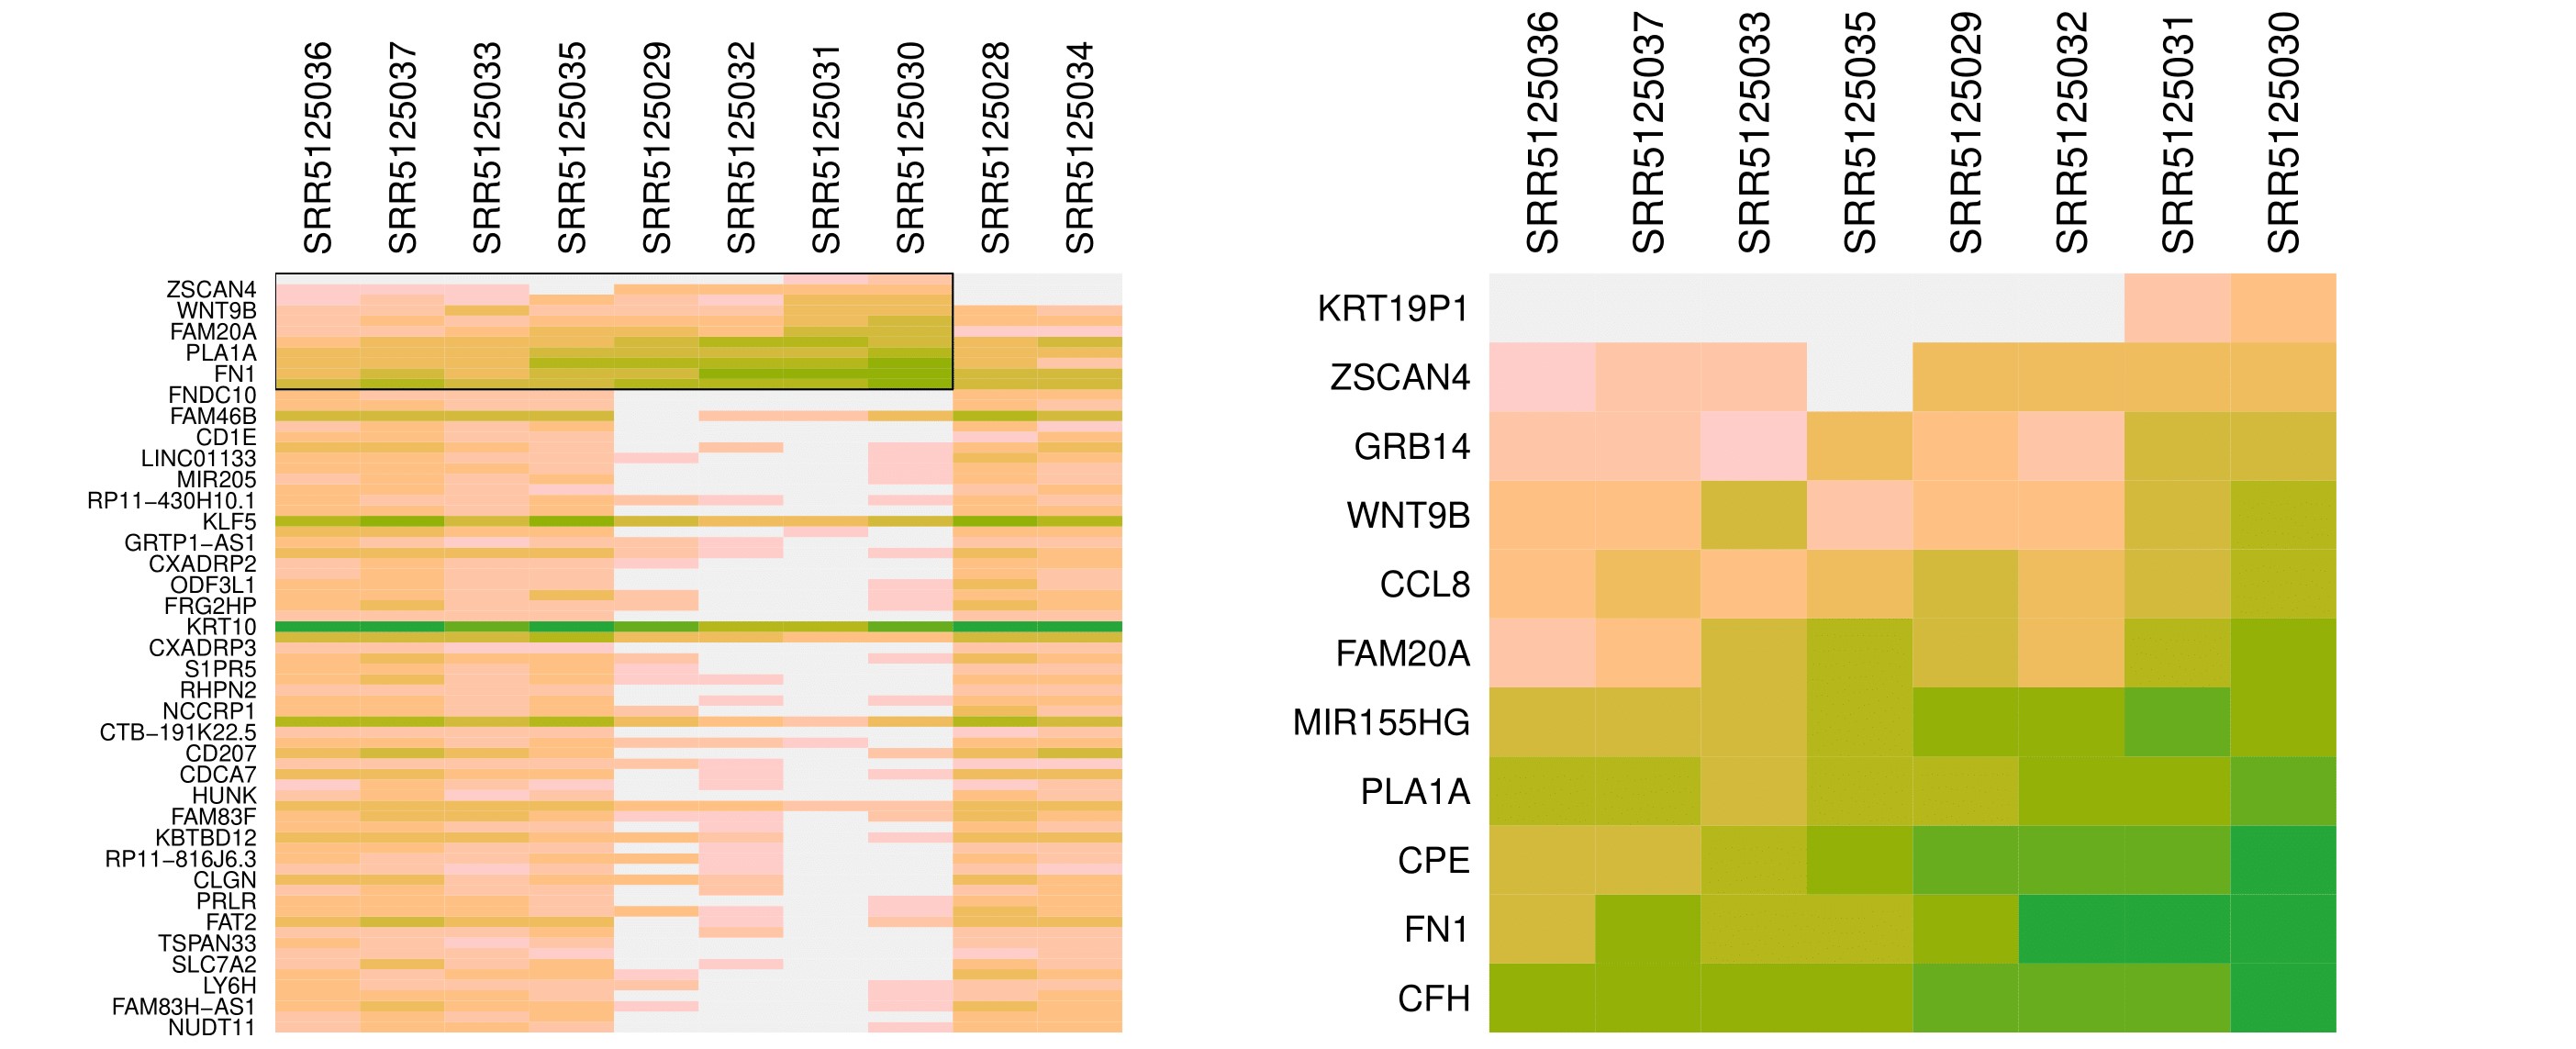 SRR5125036
SRR5125037
SRR5125033
SRR5125035
SRR5125029
SRR5125032
SRR5125031
SRR5125030
SRR5125028
SRR5125034
ZSCAN4
WNT9B
FAM20A
PLA1A
FN1
FNDC10
FAM46B
CD1E
LINC01133
MIR205
RP11−430H10.1
KLF5
GRTP1−AS1
CXADRP2
ODF3L1
FRG2HP
KRT10
CXADRP3
S1PR5
RHPN2
NCCRP1
CTB−191K22.5
CD207
CDCA7
HUNK
FAM83F
KBTBD12
RP11−816J6.3
CLGN
PRLR
FAT2
TSPAN33
SLC7A2
LY6H
FAM83H−AS1
NUDT11
SRR5125036
SRR5125037
SRR5125033
SRR5125035
SRR5125029
SRR5125032
SRR5125031
SRR5125030
KRT19P1
ZSCAN4
GRB14
WNT9B
CCL8
FAM20A
MIR155HG
PLA1A
CPE
FN1
CFH